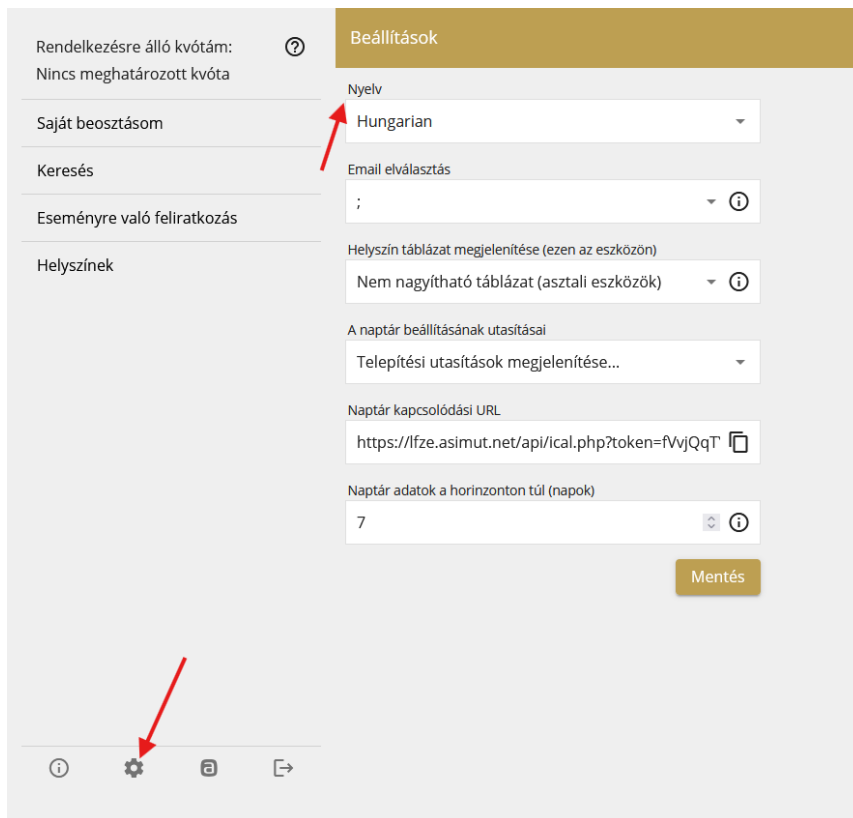 Rendelkezésre álló kvótám:
Nincs meghatározott kvóta
Saját beosztásom
Keresés
Eseményre való feliratkozás
Helyszínek
Beállítások
Nyelv
Hungarian
Email elválasztás
;
Helyszín táblázat megjelenítése (ezen az eszközön)
Nem nagyítható táblázat (asztali eszközök)
A naptár beállításának utasításai
Telepítési utasítások megjelenítése...
Naptár kapcsolódási URL
https://lfze.asimut.net/api/ical.php?token=fVvjQqT
Naptár adatok a horinzonton túl (napok)
7
Mentés